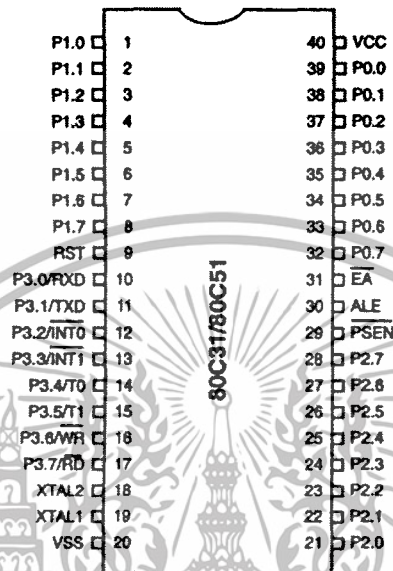 P1.0 1 40 VCC
P1.1 2 39 P0.0
P1.2 3 38 P0.1
P1.3 4 37 P0.2
P1.4 5 36 P0.3
P1.5 6 35 P0.4
P1.6 7 34 P0.5
P1.7 8 33 P0.6
RST 9 32 P0.7
P3.0/RXD 10 31 E̅A̅
P3.1/TXD 11 30 ALE
P3.2/I̅N̅T̅0̅ 12 29 P̅S̅E̅N̅
P3.3/I̅N̅T̅1̅ 13 28 P2.7
P3.4/T0 14 27 P2.6
P3.5/T1 15 26 P2.5
P3.6/W̅R̅ 16 25 P2.4
P3.7/R̅D̅ 17 24 P2.3
XTAL2 18 23 P2.2
XTAL1 19 22 P2.1
VSS 20 21 P2.0
80C31/80C51